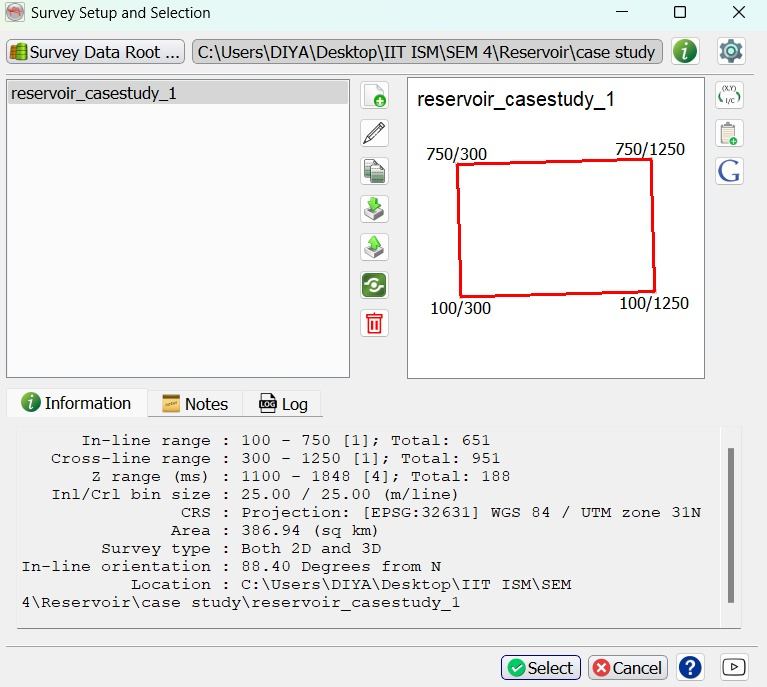 Survey Setup and Selection
Survey Data Root ... C:\Users\DIYA\Desktop\IIT ISM\SEM 4\Reservoir\case study
reservoir_casestudy_1
reservoir_casestudy_1
(X,Y)
I/C
750/300 750/1250
100/300 100/1250
G
Information Notes LOG Log
In-line range : 100 - 750 [1]; Total: 651
Cross-line range : 300 - 1250 [1]; Total: 951
Z range (ms) : 1100 - 1848 [4]; Total: 188
Inl/Crl bin size : 25.00 / 25.00 (m/line)
CRS : Projection: [EPSG:32631] WGS 84 / UTM zone 31N
Area : 386.94 (sq km)
Survey type : Both 2D and 3D
In-line orientation : 88.40 Degrees from N
Location : C:\Users\DIYA\Desktop\IIT ISM\SEM
4\Reservoir\case study\reservoir_casestudy_1
Select Cancel ?